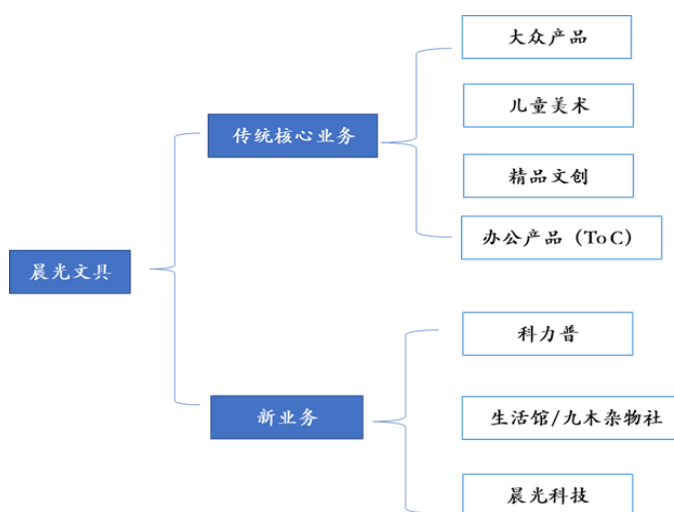 晨光文具
传统核心业务
大众产品
儿童美术
精品文创
办公产品（ToC）
新业务
科力普
生活馆/九木杂物社
晨光科技